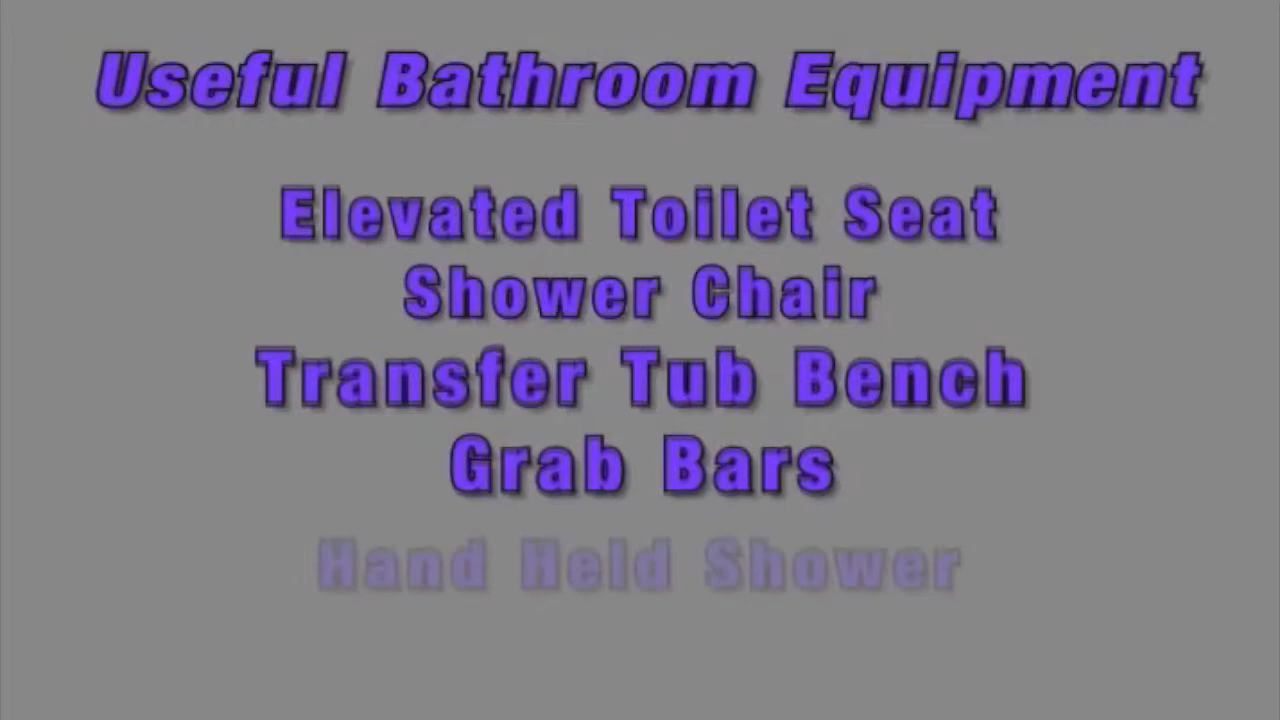 Useful Bathroom Equipment
Elevated Toilet Seat
Shower Chair
Transfer Tub Bench
Grab Bars
Hand Held Shower